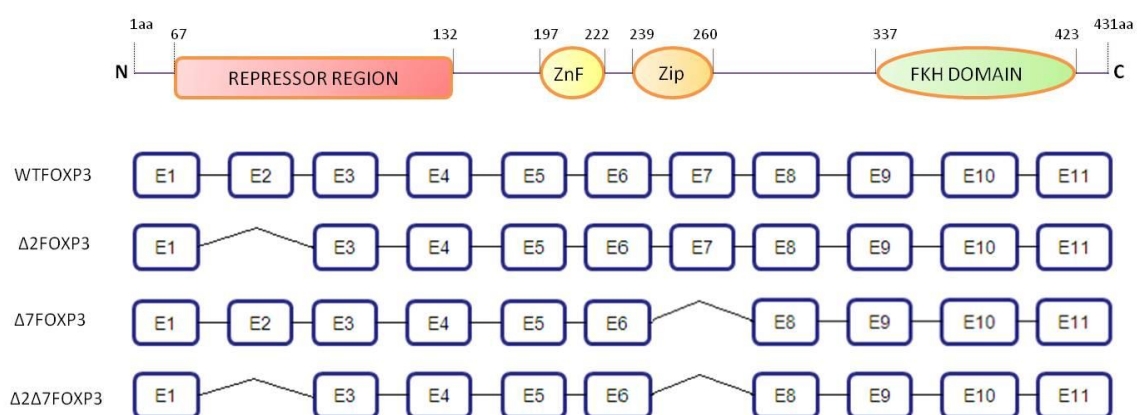 1aa 67 132 197 222 239 260 337 423 431aa
N REPRESSOR REGION ZnF Zip FKH DOMAIN C
WTFOXP3 E1 E2 E3 E4 E5 E6 E7 E8 E9 E10 E11
Δ2FOXP3 E1 E3 E4 E5 E6 E7 E8 E9 E10 E11
Δ7FOXP3 E1 E2 E3 E4 E5 E6 E8 E9 E10 E11
Δ2Δ7FOXP3 E1 E3 E4 E5 E6 E8 E9 E10 E11